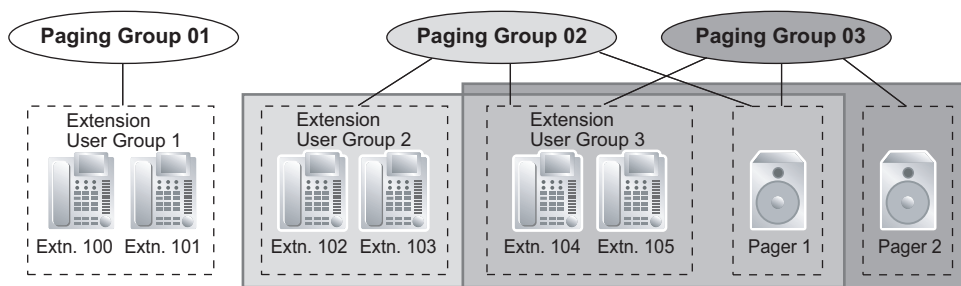 Paging Group 01
Paging Group 02
Paging Group 03
Extension
User Group 1
Extension
User Group 2
Extension
User Group 3
Extn. 100
Extn. 101
Extn. 102
Extn. 103
Extn. 104
Extn. 105
Pager 1
Pager 2